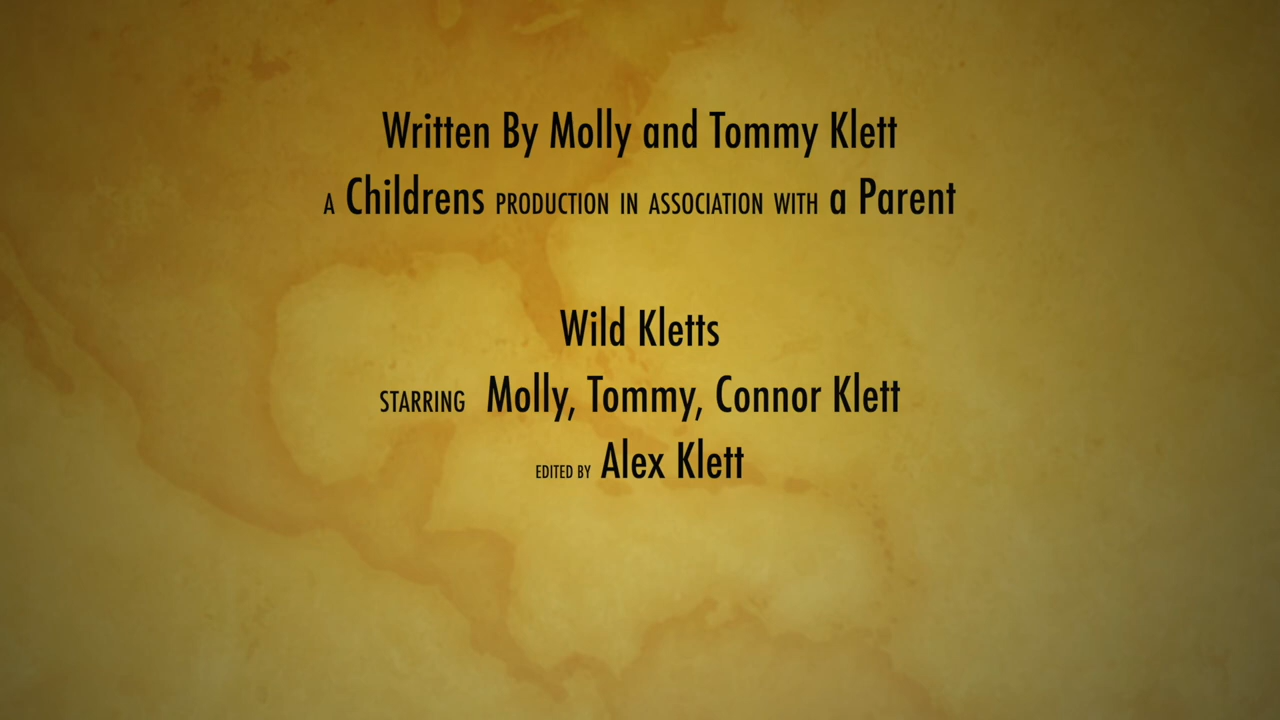 Written By Molly and Tommy Klett
A Childrens PRODUCTION IN ASSOCIATION WITH a Parent
Wild Kletts
STARRING Molly, Tommy, Connor Klett
EDITED BY Alex Klett